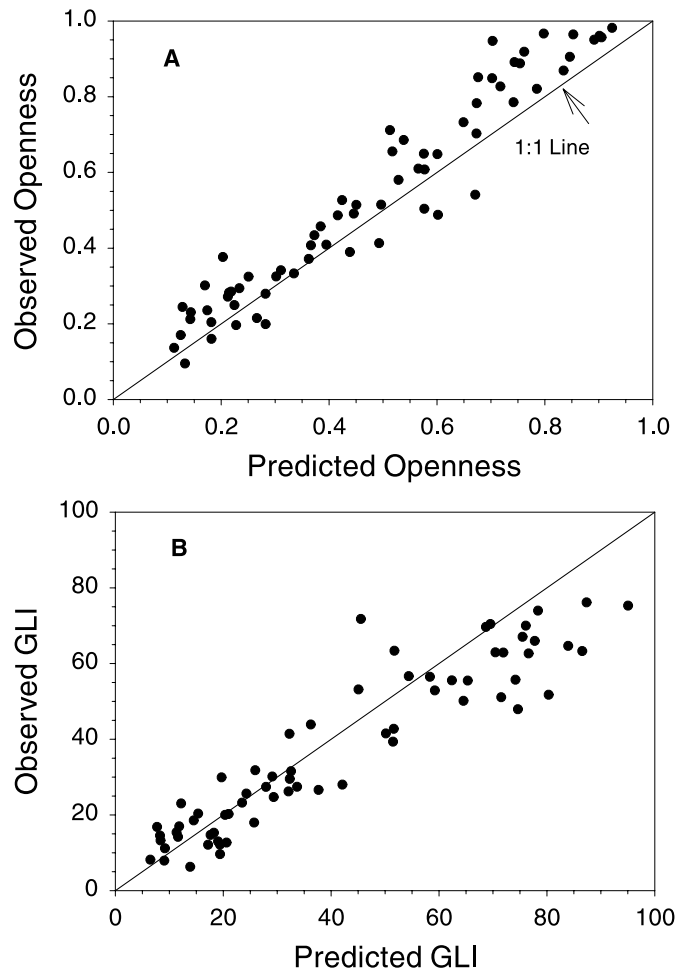 A
1.0
0.8
0.6
0.4
0.2
0.0
Observed Openness
1:1 Line
0.0 0.2 0.4 0.6 0.8 1.0
Predicted Openness
B
100
80
60
40
20
0
Observed GLI
0 20 40 60 80 100
Predicted GLI